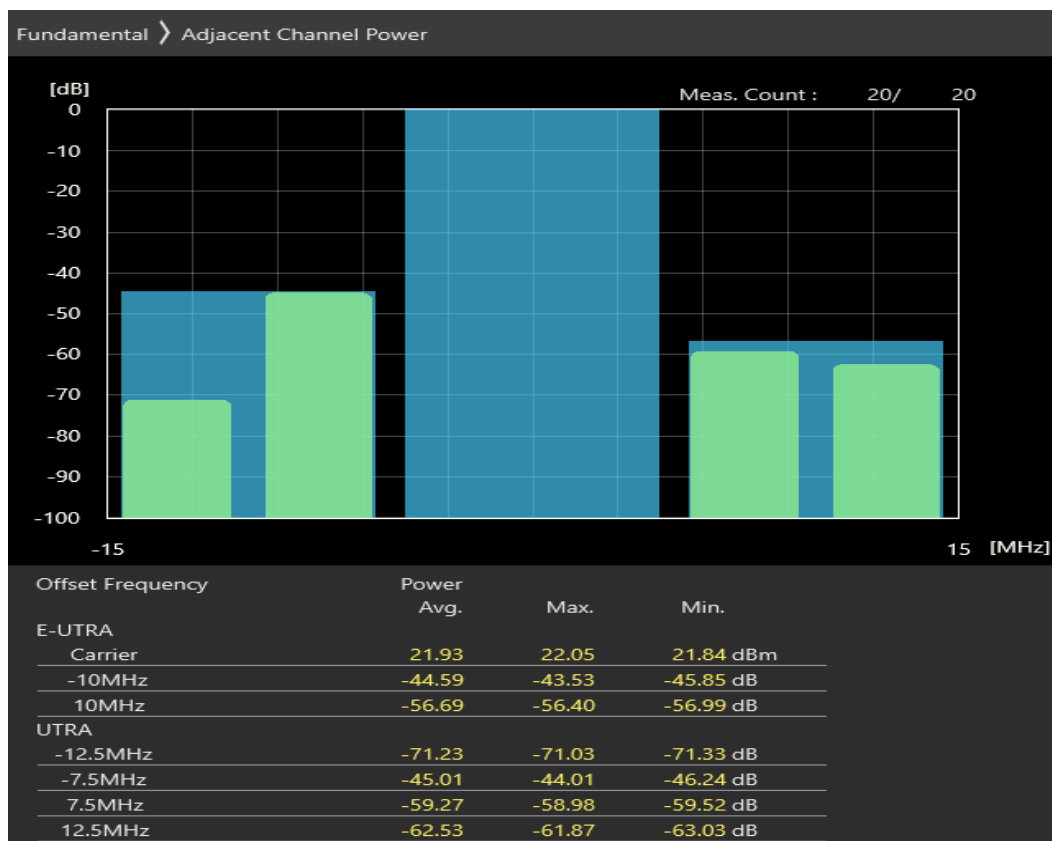 Fundamental 〉 Adjacent Channel Power
[dB]
Meas. Count : 20/ 20
0
-10
-20
-30
-40
-50
-60
-70
-80
-90
-100
-15 15 [MHz]
Offset Frequency Power
Avg. Max. Min.
E-UTRA
Carrier 21.93 22.05 21.84 dBm
-10MHz -44.59 -43.53 -45.85 dB
10MHz -56.69 -56.40 -56.99 dB
UTRA
-12.5MHz -71.23 -71.03 -71.33 dB
-7.5MHz -45.01 -44.01 -46.24 dB
7.5MHz -59.27 -58.98 -59.52 dB
12.5MHz -62.53 -61.87 -63.03 dB